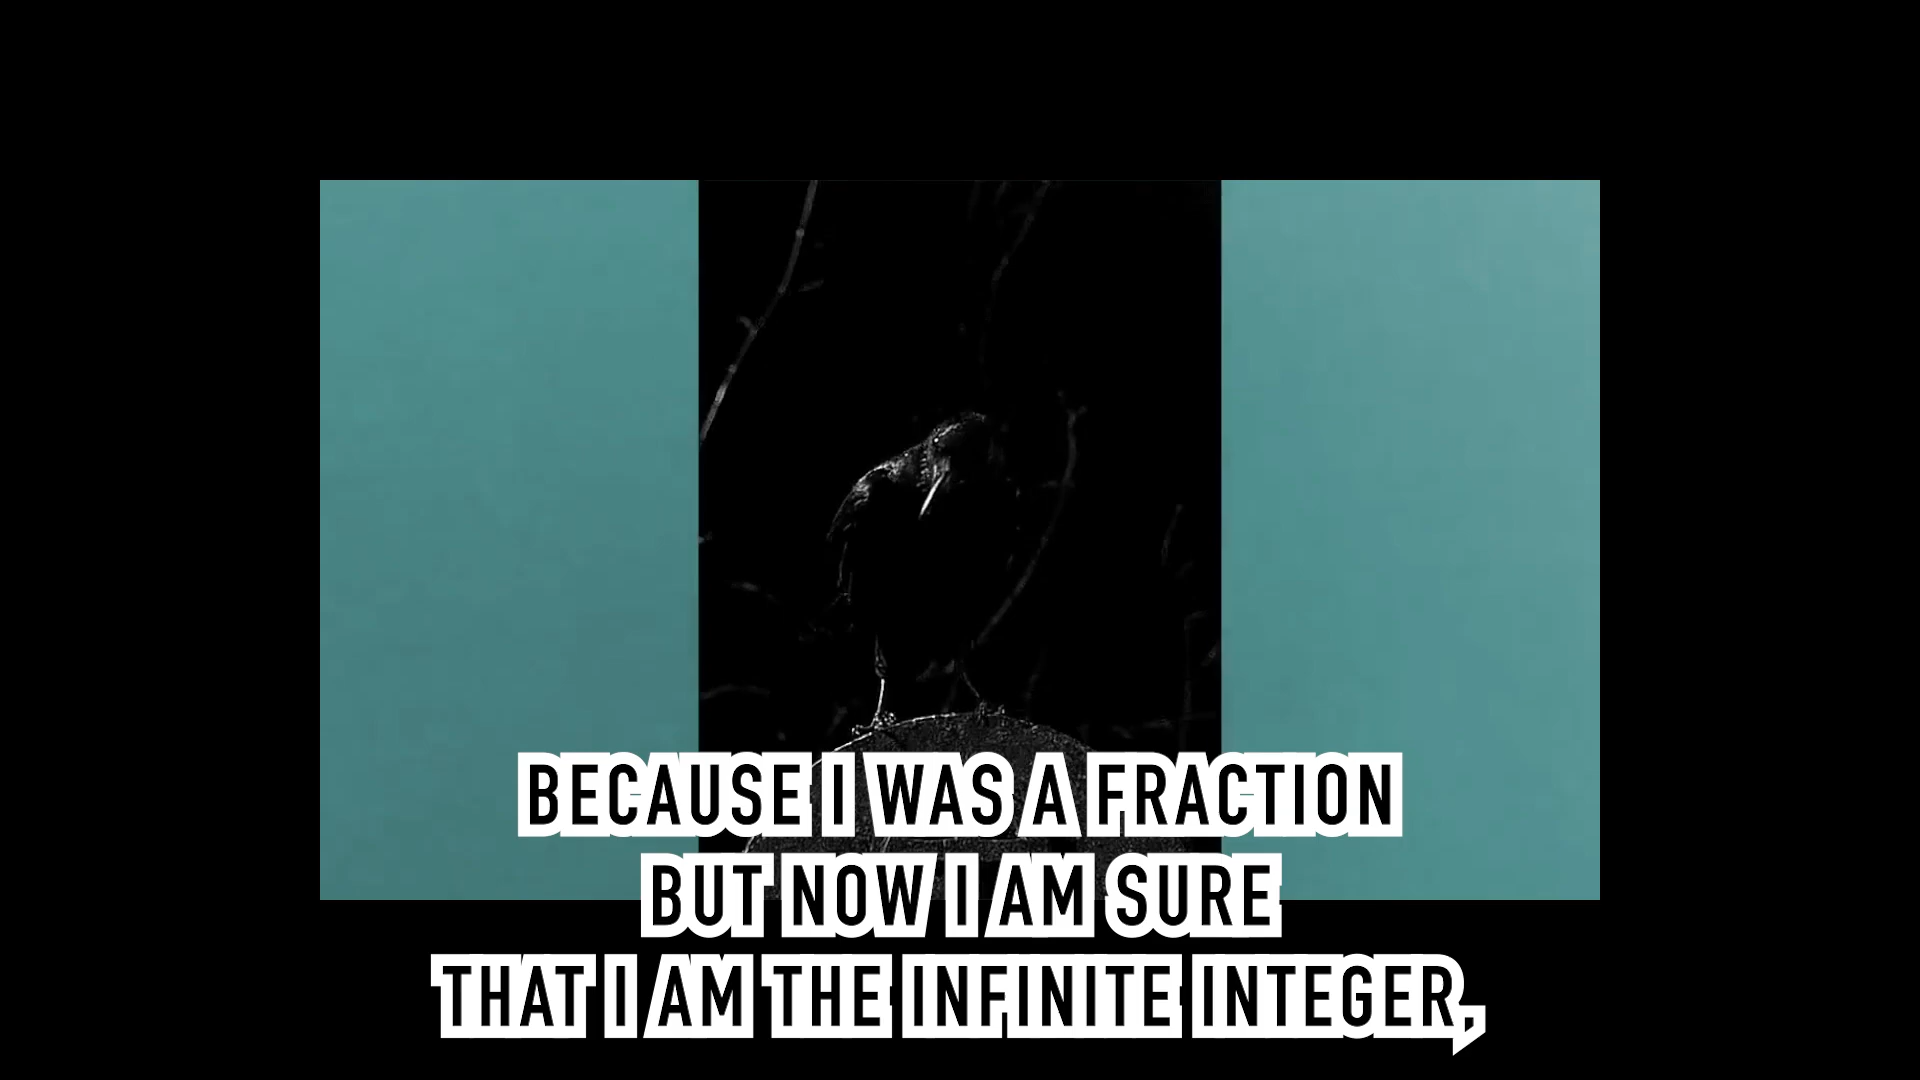 BECAUSE I WAS A FRACTION
BUT NOW I AM SURE
THAT I AM THE INFINITE INTEGER,